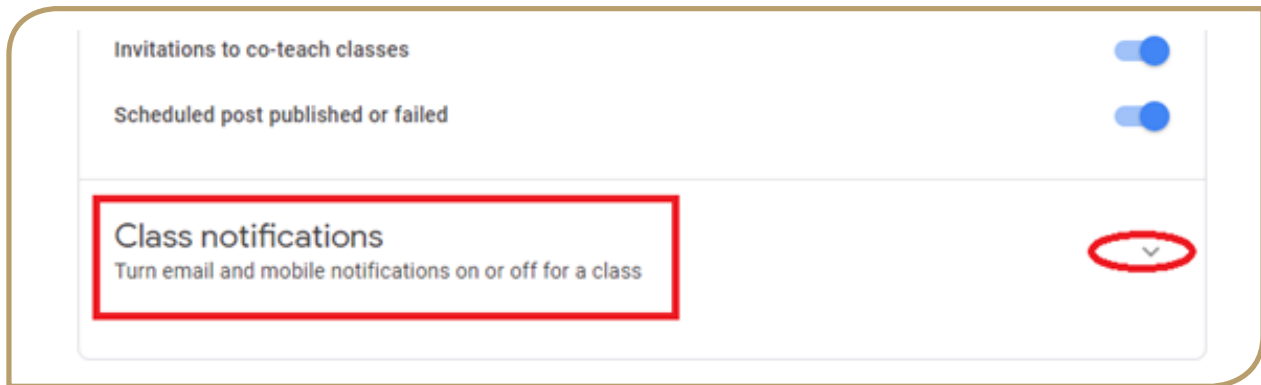 Invitations to co-teach classes
Scheduled post published or failed
Class notifications
Turn email and mobile notifications on or off for a class